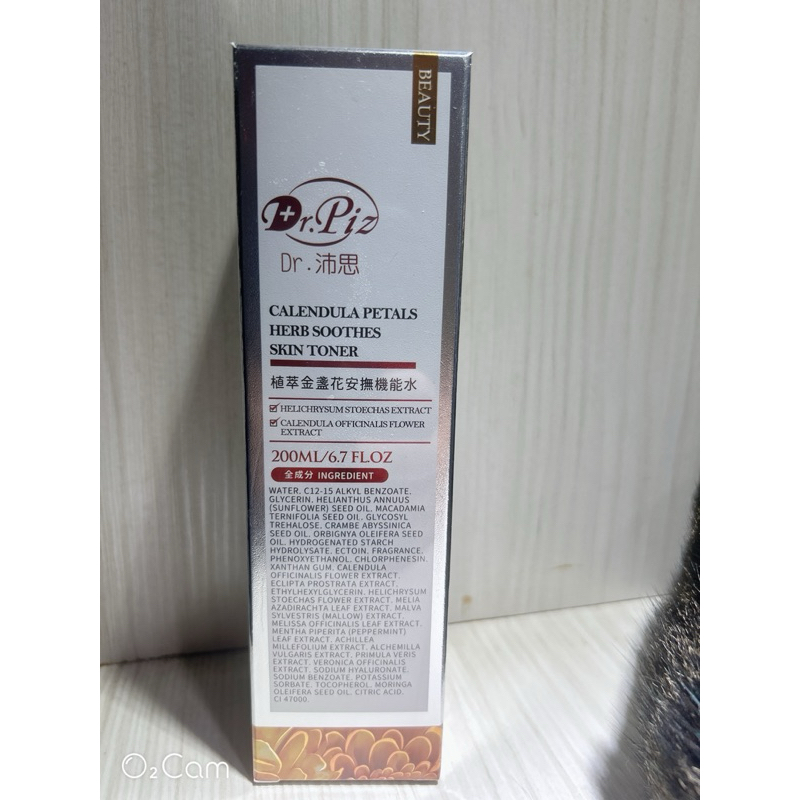 BEAUTY
Dr.Piz
Dr.沛思
CALENDULA PETALS
HERB SOOTHES
SKIN TONER
植萃金盞花安撫機能水
HELICHRYSUM STOECHAS EXTRACT
CALENDULA OFFICINALIS FLOWER
EXTRACT
200ML/6.7 FLOZ
全成分 INGREDIENT
WATER. C12-15 ALKYL BENZOATE.
GLYCERIN. HELIANTHUS ANNUUS
(SUNFLOWER) SEED OIL. MACADAMIA
TERNIFOLIA SEED OIL. GLYCOSYL
TREHALOSE. CRAMBE ABYSSINICA
SEED OIL. ORBIGNYA OLEIFERA SEED
OIL. HYDROGENATED STARCH
HYDROLYSATE. ECTOIN. FRAGRANCE.
PHENOXYETHANOL. CHLORPHENESIN.
XANTHAN GUM. CALENDULA
OFFICINALIS FLOWER EXTRACT.
ECLIPTA PROSTRATA EXTRACT.
ETHYLHEXYLGLYCERIN. HELICHRYSUM
STOECHAS FLOWER EXTRACT. MELIA
AZADIRACHTA LEAF EXTRACT. MALVA
SYLVESTRIS (MALLOW) EXTRACT.
MELISSA OFFICINALIS LEAF EXTRACT.
MENTHA PIPERITA (PEPPERMINT)
LEAF EXTRACT. ACHILLEA
MILLEFOLIUM EXTRACT. ALCHEMILLA
VULGARIS EXTRACT. PRIMULA VERIS
EXTRACT. VERONICA OFFICINALIS
EXTRACT. SODIUM HYALURONATE.
SODIUM BENZOATE. POTASSIUM
SORBATE. TOCOPHEROL. MORINGA
OLEIFERA SEED OIL. CITRIC ACID.
CI 47000.
O2Cam